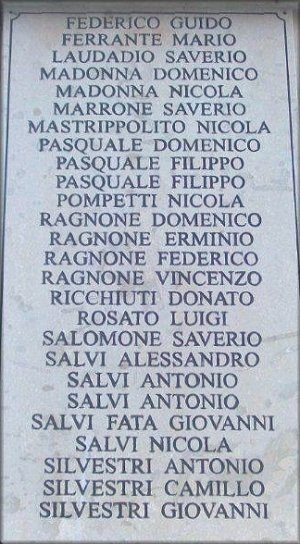 FEDERICO GUIDO
FERRANTE MARIO
LAUDADIO SAVERIO
MADONNA DOMENICO
MADONNA NICOLA
MARRONE SAVERIO
MASTRIPPOLITO NICOLA
PASQUALE DOMENICO
PASQUALE FILIPPO
PASQUALE FILIPPO
POMPETTI NICOLA
RAGNONE DOMENICO
RAGNONE ERMINIO
RAGNONE FEDERICO
RAGNONE VINCENZO
RICCHIUTI DONATO
ROSATO LUIGI
SALOMONE SAVERIO
SALVI ALESSANDRO
SALVI ANTONIO
SALVI ANTONIO
SALVI FATA GIOVANNI
SALVI NICOLA
SILVESTRI ANTONIO
SILVESTRI CAMILLO
SILVESTRI GIOVANNI